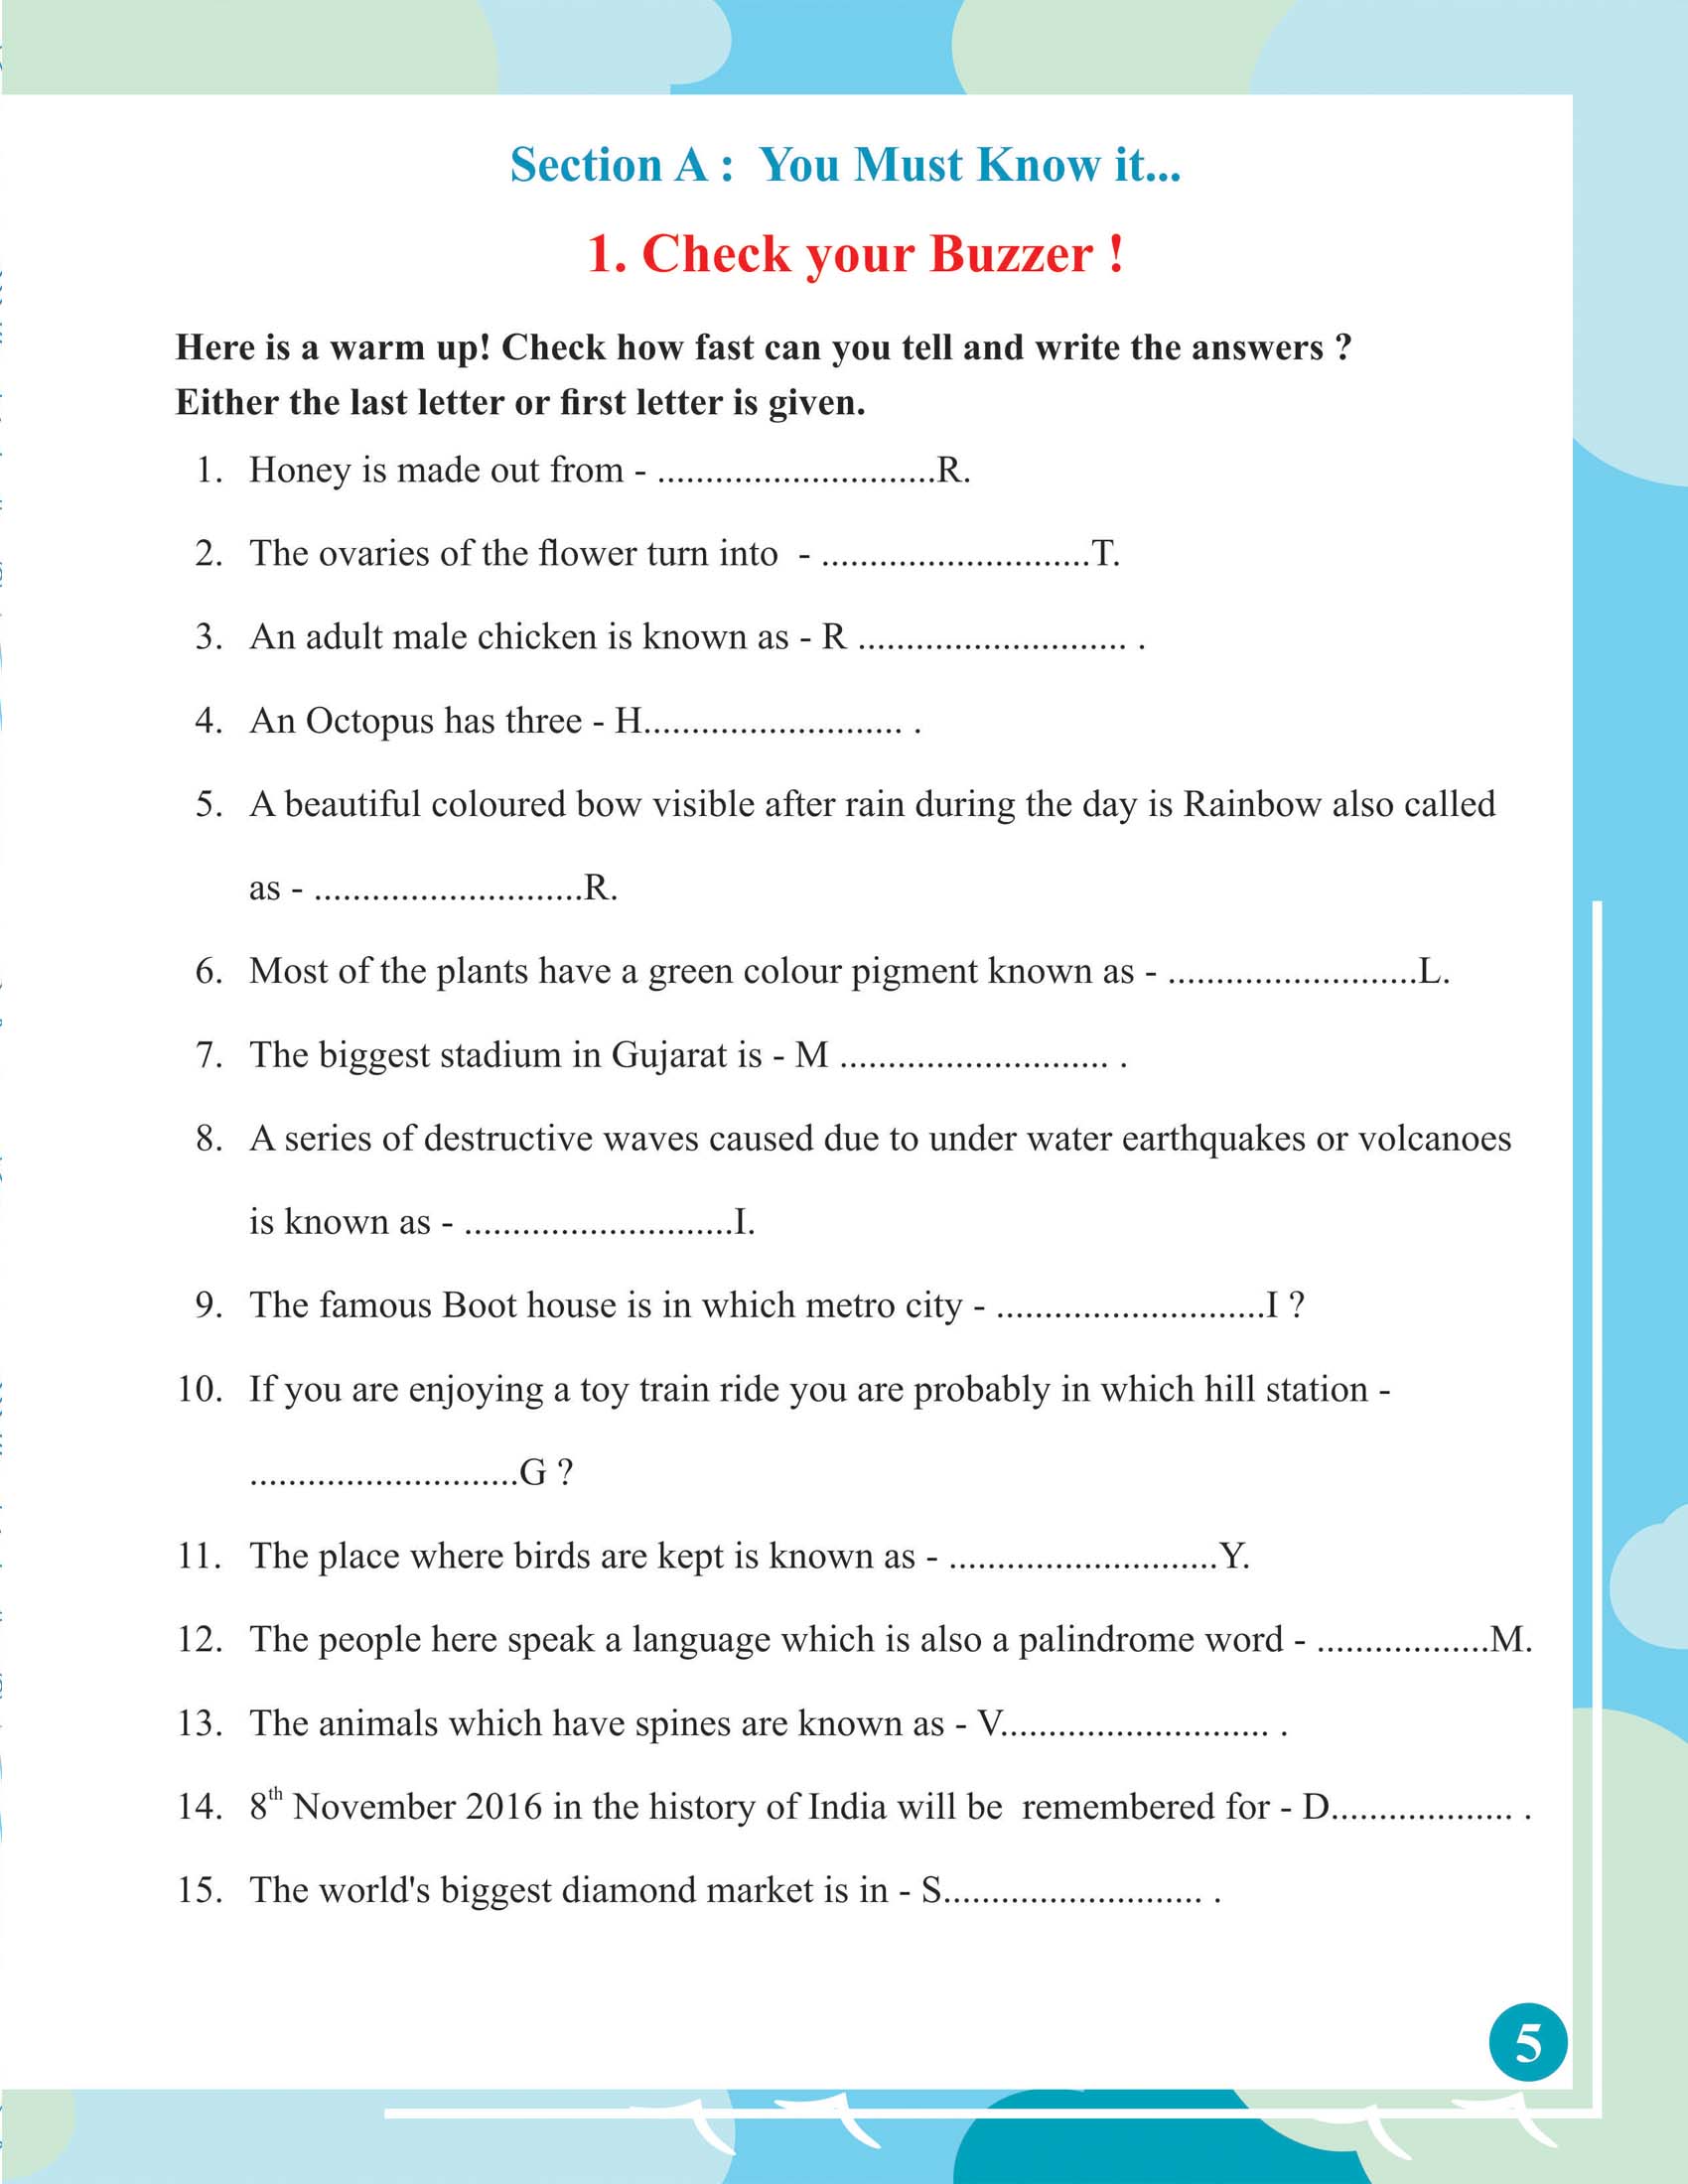 Section A :  You Must Know it...
1. Check your Buzzer !
Here is a warm up! Check how fast can you tell and write the answers ?
Either the last letter or first letter is given.
1. Honey is made out from - .............................R.
2. The ovaries of the flower turn into  - ............................T.
3. An adult male chicken is known as - R ............................ .
4. An Octopus has three - H........................... .
5. A beautiful coloured bow visible after rain during the day is Rainbow also called
as - ............................R.
6. Most of the plants have a green colour pigment known as - ..........................L.
7. The biggest stadium in Gujarat is - M ............................ .
8. A series of destructive waves caused due to under water earthquakes or volcanoes
is known as - ............................I.
9. The famous Boot house is in which metro city - ............................I ?
10. If you are enjoying a toy train ride you are probably in which hill station -
............................G ?
11. The place where birds are kept is known as - ............................Y.
12. The people here speak a language which is also a palindrome word - ..................M.
13. The animals which have spines are known as - V............................ .
14. 8th November 2016 in the history of India will be  remembered for - D................... .
15. The world's biggest diamond market is in - S........................... .
5